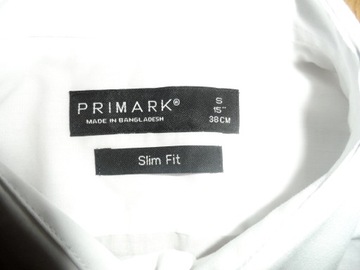 PRIMARK®
MADE IN BANGLADESH
S
15"
38CM
Slim Fit